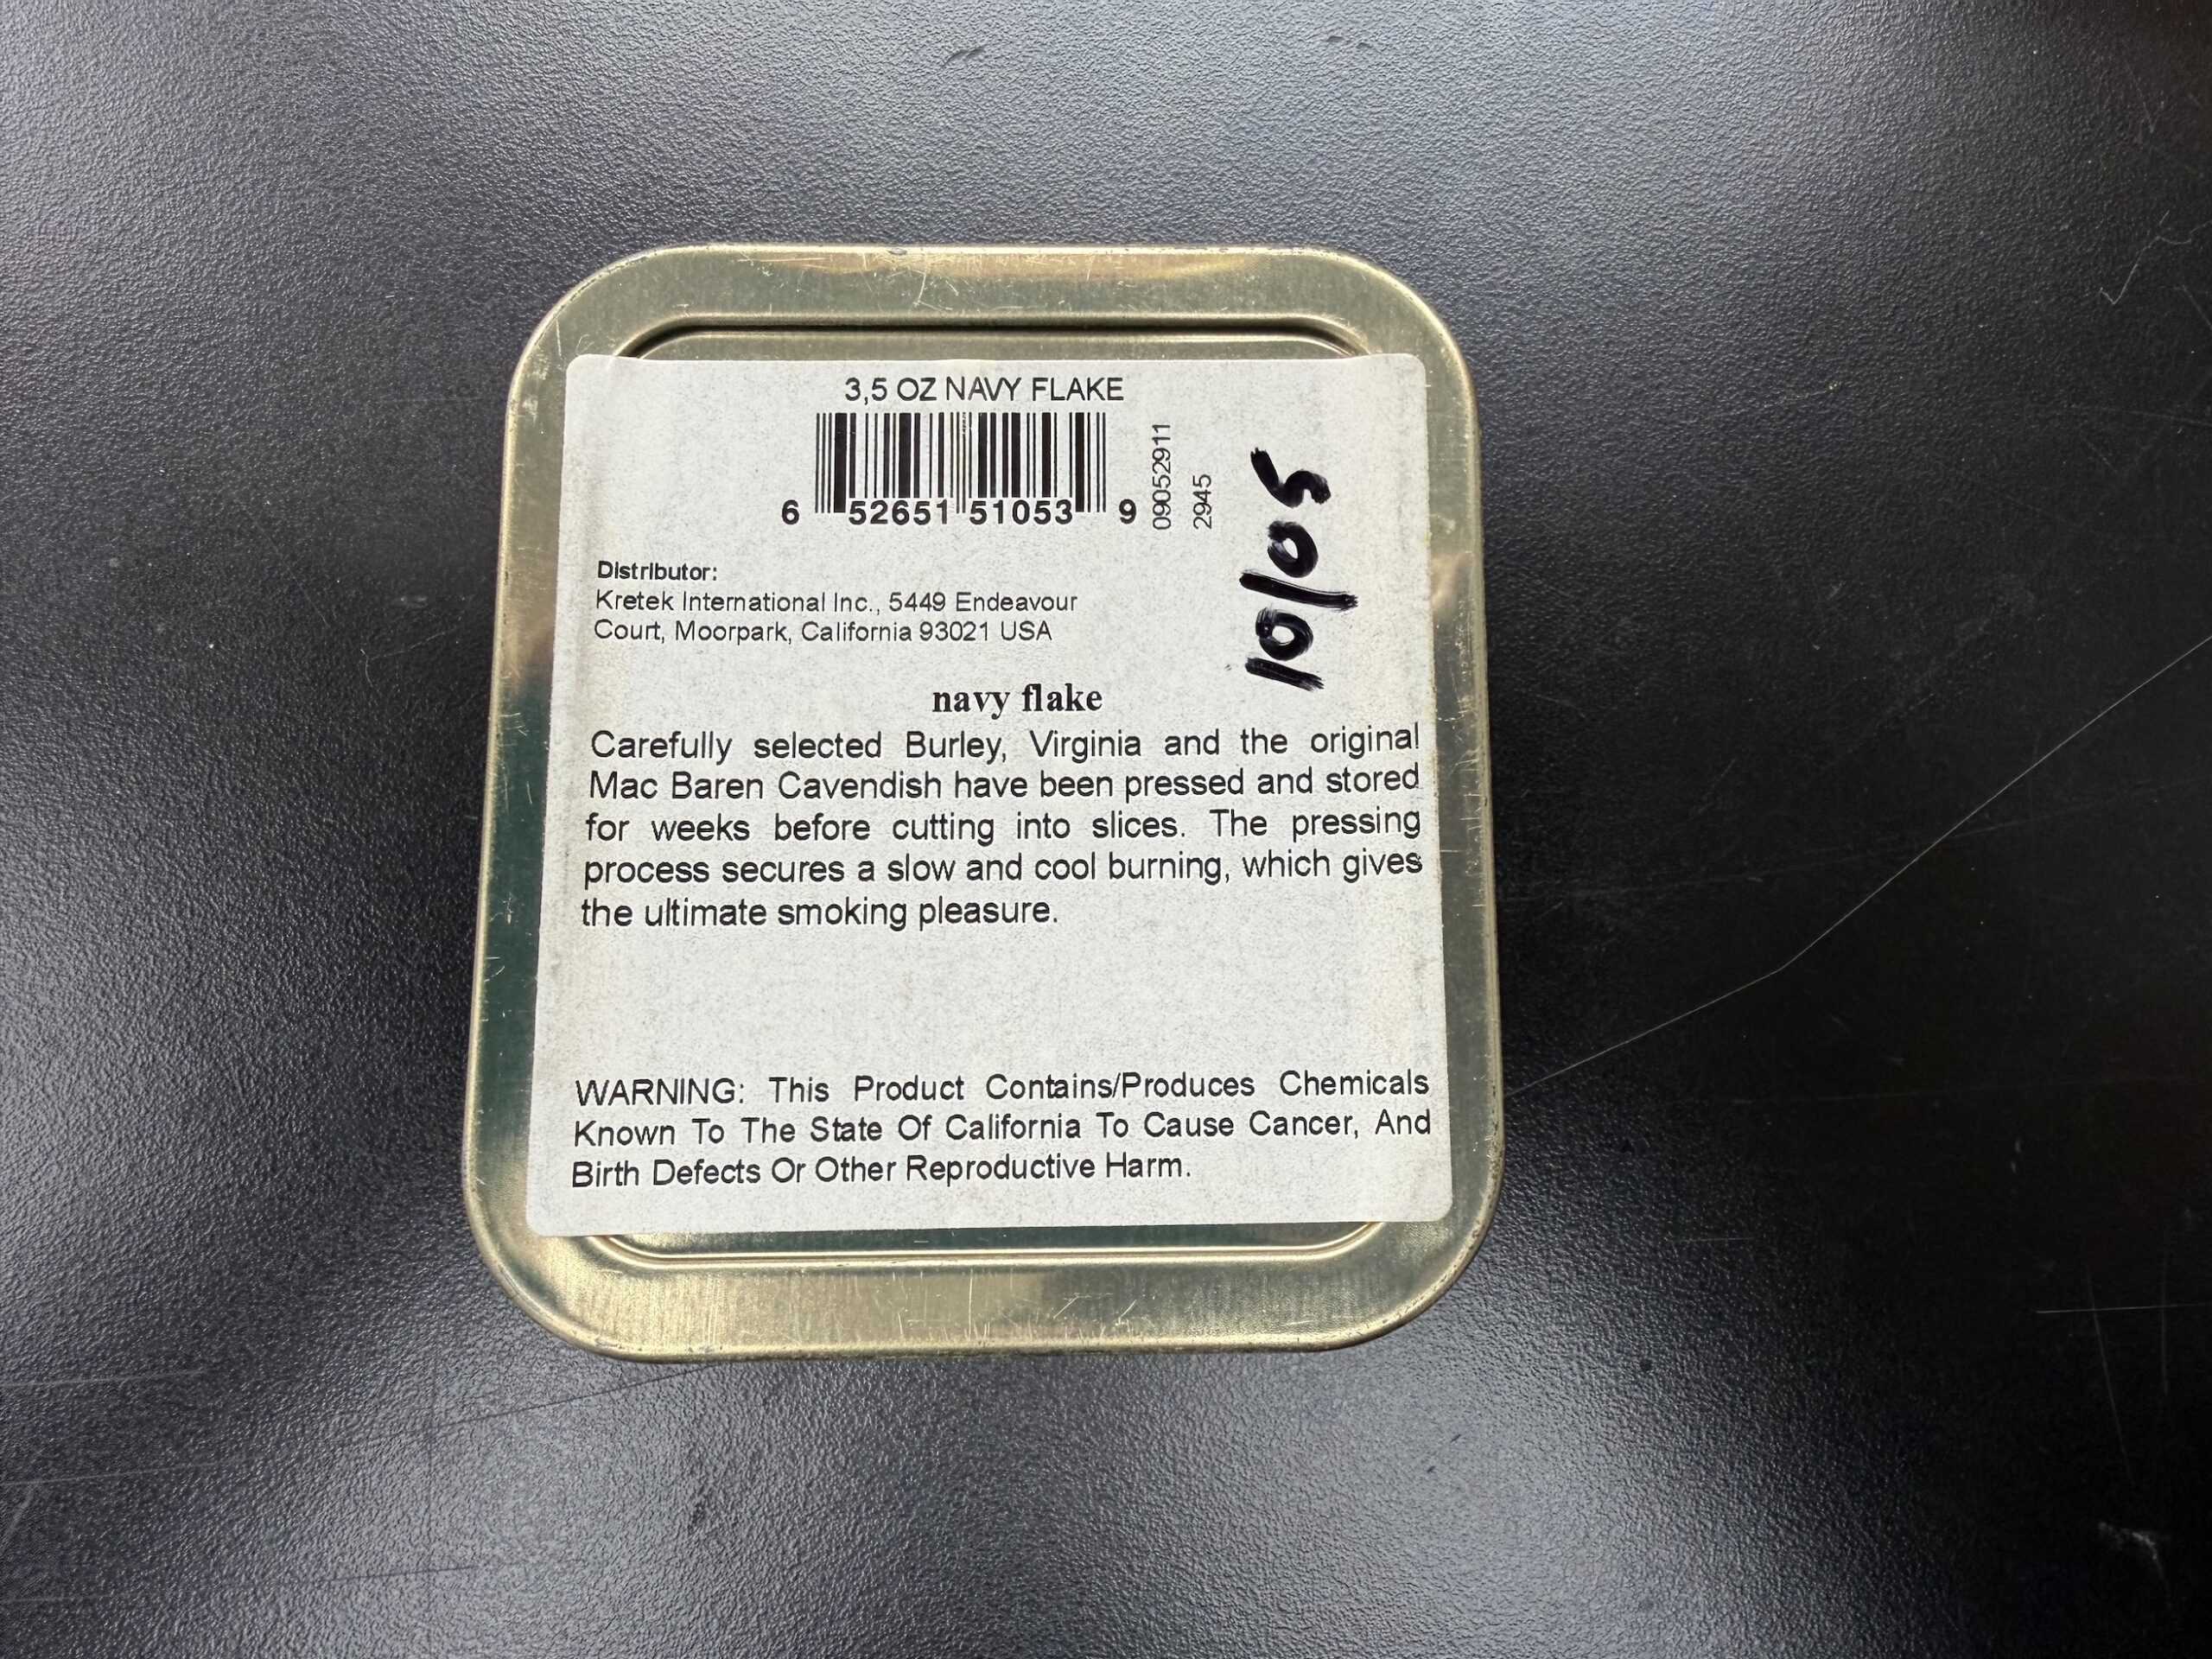 3,5 OZ NAVY FLAKE
6 52651 51053 9
09052911
2945
10/05
Distributor:
Kretek International Inc., 5449 Endeavour
Court, Moorpark, California 93021 USA
navy flake
Carefully selected Burley, Virginia and the original
Mac Baren Cavendish have been pressed and stored
for weeks before cutting into slices. The pressing
process secures a slow and cool burning, which gives
the ultimate smoking pleasure.
WARNING: This Product Contains/Produces Chemicals
Known To The State Of California To Cause Cancer, And
Birth Defects Or Other Reproductive Harm.